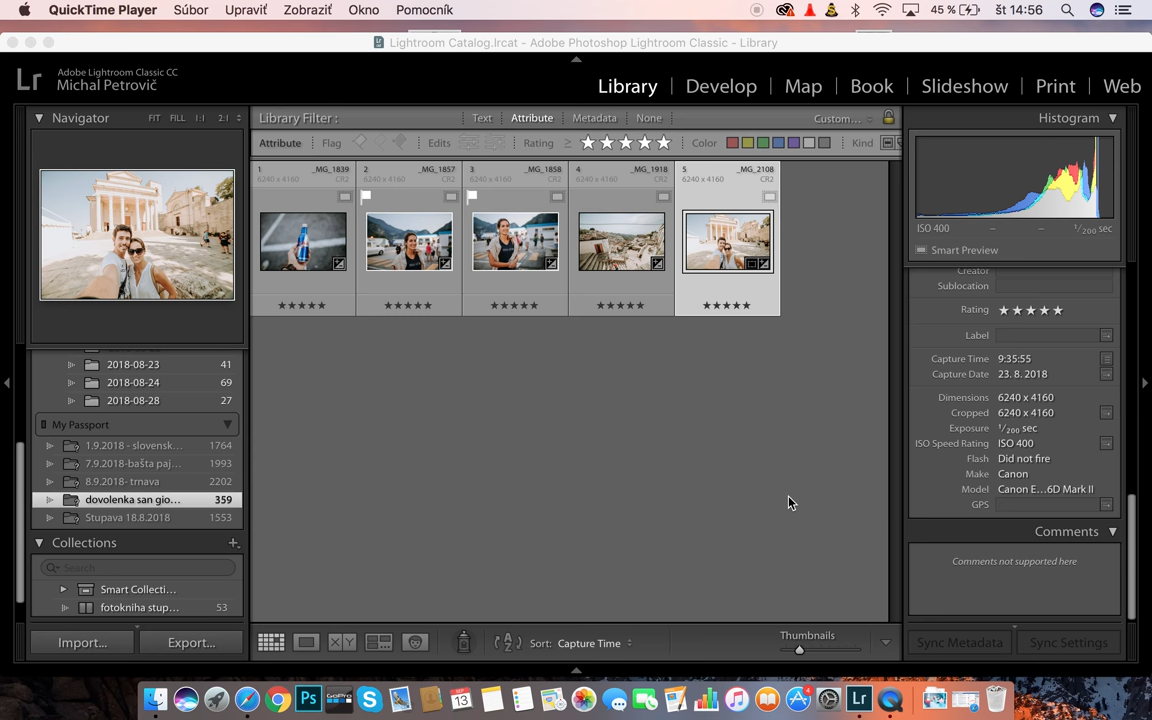 QuickTime Player Súbor Upraviť Zobraziť Okno Pomocník 45 % št 14:56
Lightroom Catalog.lrcat - Adobe Photoshop Lightroom Classic - Library
Lr Adobe Lightroom Classic CC
Michal Petrovič
Library | Develop | Map | Book | Slideshow | Print | Web
Navigator FIT FILL 1:1 2:1
Library Filter : Text Attribute Metadata None Custom...
Histogram
Attribute Flag Edits Rating ≥ ★★★★★ Color Kind
1 _MG_1839
6240 x 4160 CR2
2 _MG_1857
6240 x 4160 CR2
3 _MG_1858
6240 x 4160 CR2
4 _MG_1918
6240 x 4160 CR2
5 _MG_2108
6240 x 4160 CR2
★★★★★ ★★★★★ ★★★★★ ★★★★★ ★★★★★
2018-08-23 41
2018-08-24 69
2018-08-28 27
My Passport
1.9.2018 - slovensk... 1764
7.9.2018-bašta paj... 1993
8.9.2018- trnava 2202
dovolenka san gio... 359
Stupava 18.8.2018 1553
Collections +
Search
Smart Collecti...
fotokniha stup... 53
Import... Export...
Sort: Capture Time
Thumbnails
ISO 400 – – 1/200 sec
Smart Preview
Creator
Sublocation
Rating ★★★★★
Label
Capture Time 9:35:55
Capture Date 23. 8. 2018
Dimensions 6240 x 4160
Cropped 6240 x 4160
Exposure 1/200 sec
ISO Speed Rating ISO 400
Flash Did not fire
Make Canon
Model Canon E...6D Mark II
GPS
Comments
Comments not supported here
Sync Metadata Sync Settings
Ps GoPro SEP 13 Lr